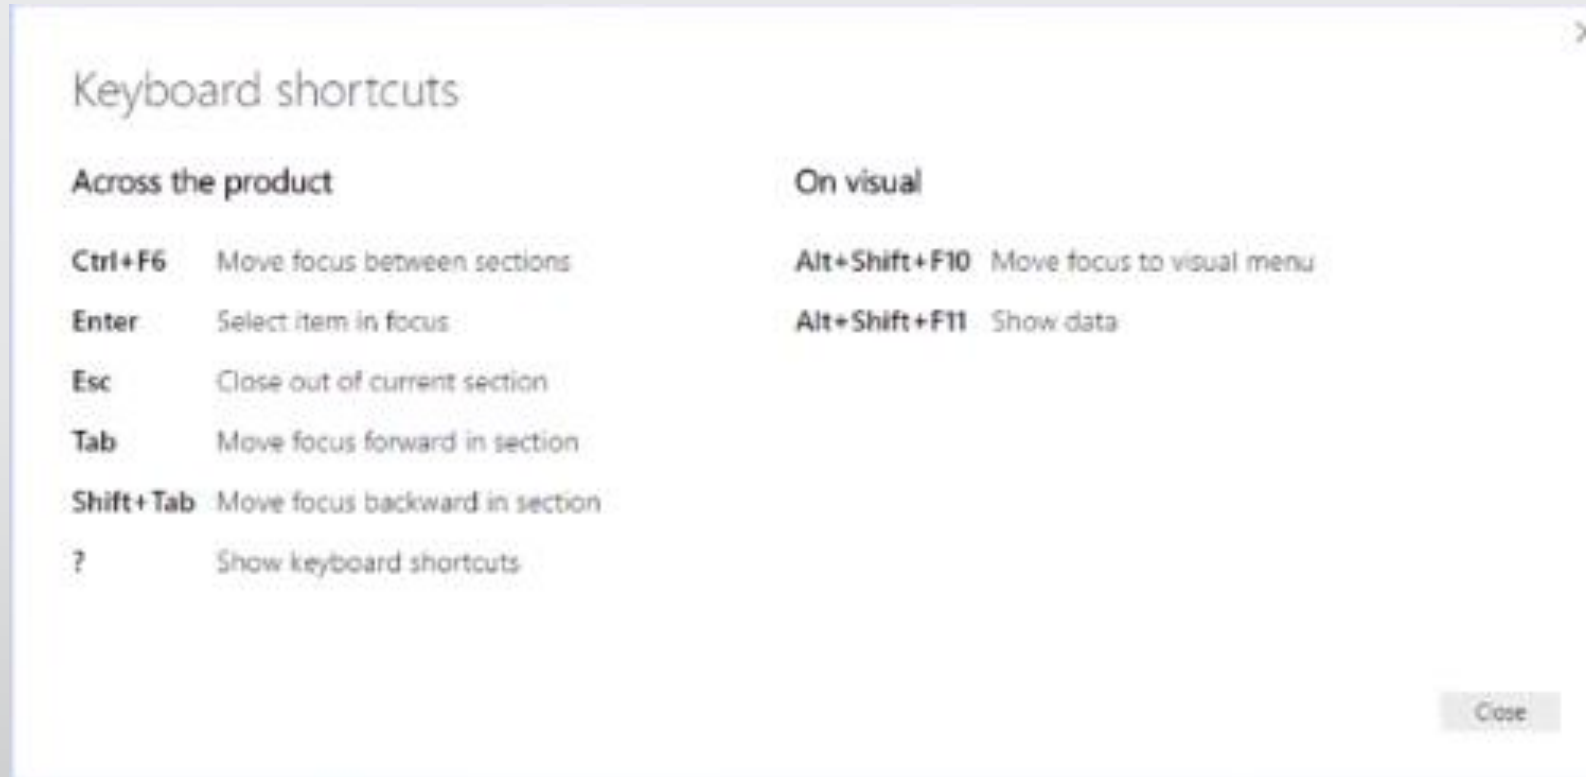 Keyboard shortcuts
Across the product
Ctrl+F6 Move focus between sections
Enter Select item in focus
Esc Close out of current section
Tab Move focus forward in section
Shift+Tab Move focus backward in section
? Show keyboard shortcuts
On visual
Alt+Shift+F10 Move focus to visual menu
Alt+Shift+F11 Show data
Close